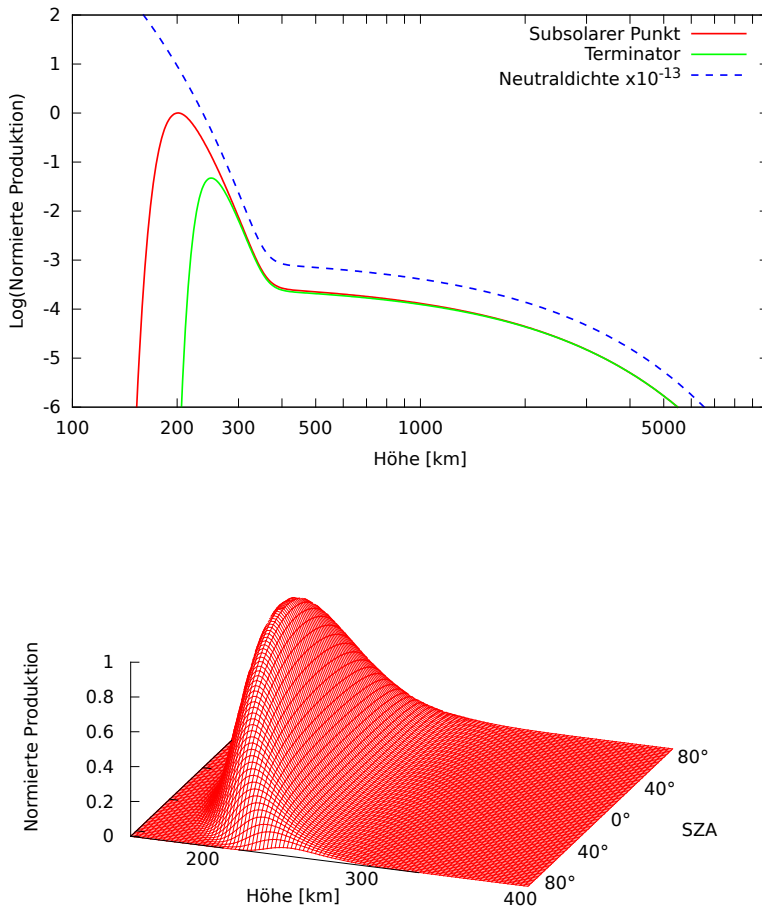 Subsolarer Punkt
Terminator
Neutraldichte x10-13
Log(Normierte Produktion)
2
1
0
-1
-2
-3
-4
-5
-6
100 200 300 500 1000 5000
Höhe [km]
Normierte Produktion
1
0.8
0.6
0.4
0.2
0
200
300
400
Höhe [km]
80°
40°
0°
40°
80°
SZA